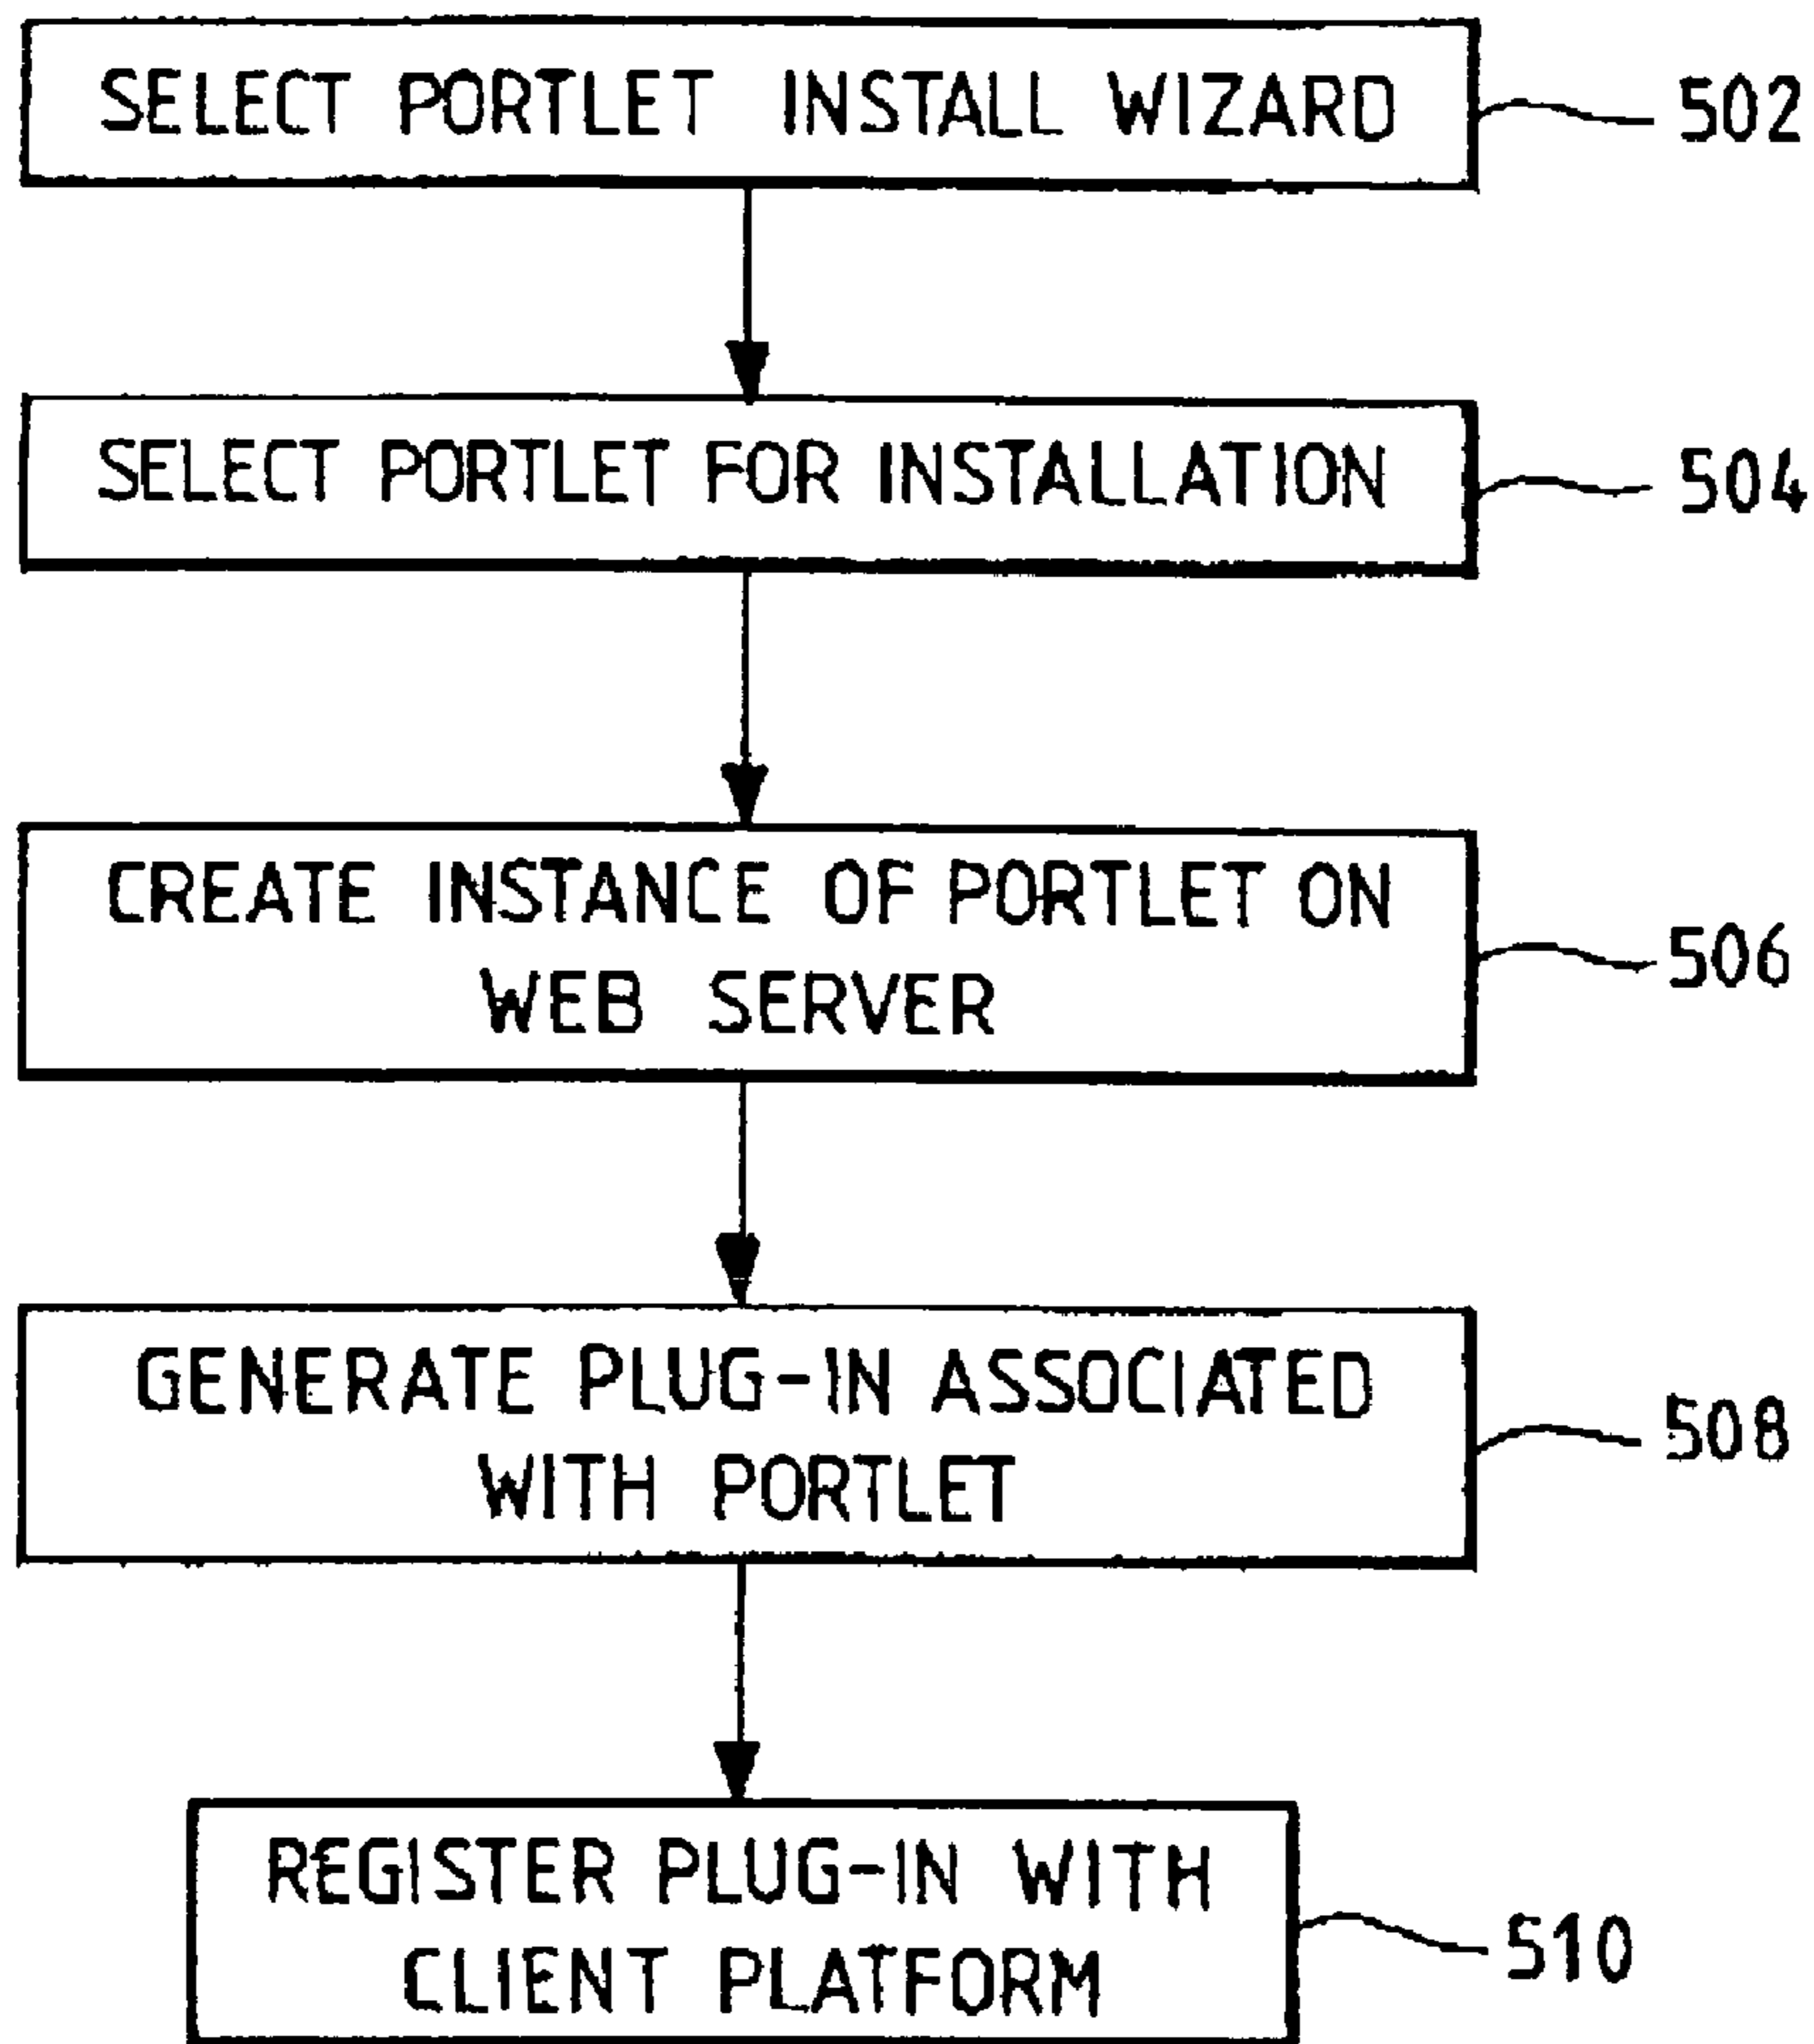 SELECT PORTLET INSTALL WIZARD
502
SELECT PORTLET FOR INSTALLATION
504
CREATE INSTANCE OF PORTLET ON
WEB SERVER
506
GENERATE PLUG-IN ASSOCIATED
WITH PORTLET
508
REGISTER PLUG-IN WITH
CLIENT PLATFORM
510